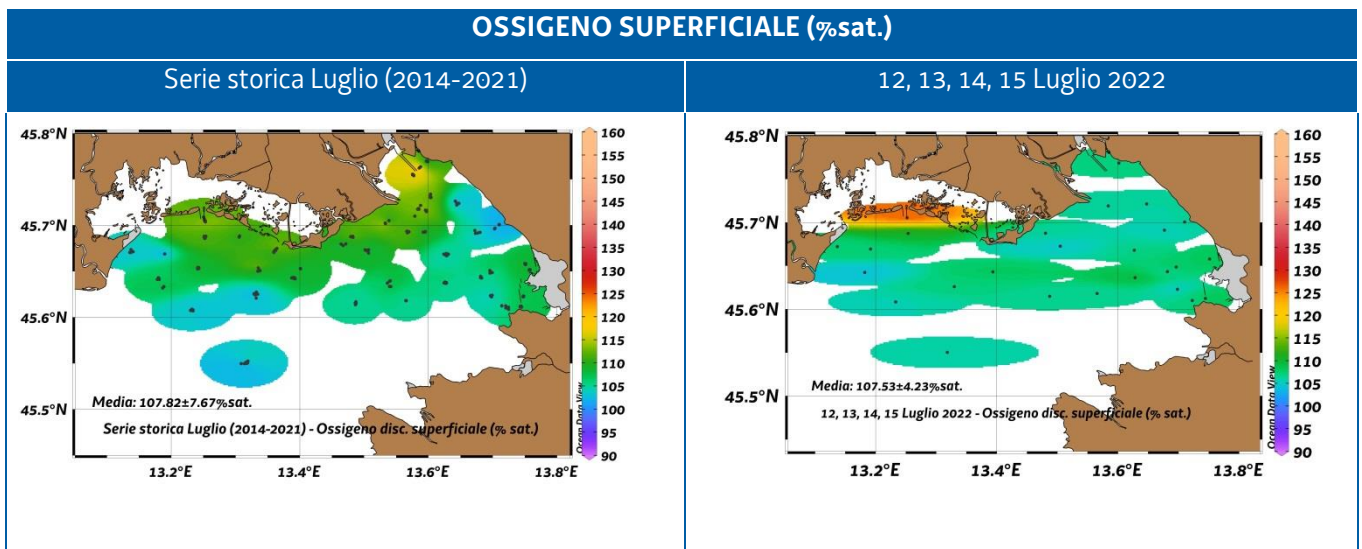 OSSIGENO SUPERFICIALE (%sat.)
Serie storica Luglio (2014-2021)
12, 13, 14, 15 Luglio 2022
45.8°N
45.7°N
45.6°N
45.5°N
13.2°E
13.4°E
13.6°E
13.8°E
Media: 107.82±7.67%sat.
Serie storica Luglio (2014-2021) - Ossigeno disc. superficiale (% sat.)
Ocean Data View
160
155
150
145
140
135
130
125
120
115
110
105
100
95
90
45.8°N
45.7°N
45.6°N
45.5°N
13.2°E
13.4°E
13.6°E
13.8°E
Media: 107.53±4.23%sat.
12, 13, 14, 15 Luglio 2022 - Ossigeno disc. superficiale (% sat.)
Ocean Data View
160
155
150
145
140
135
130
125
120
115
110
105
100
95
90